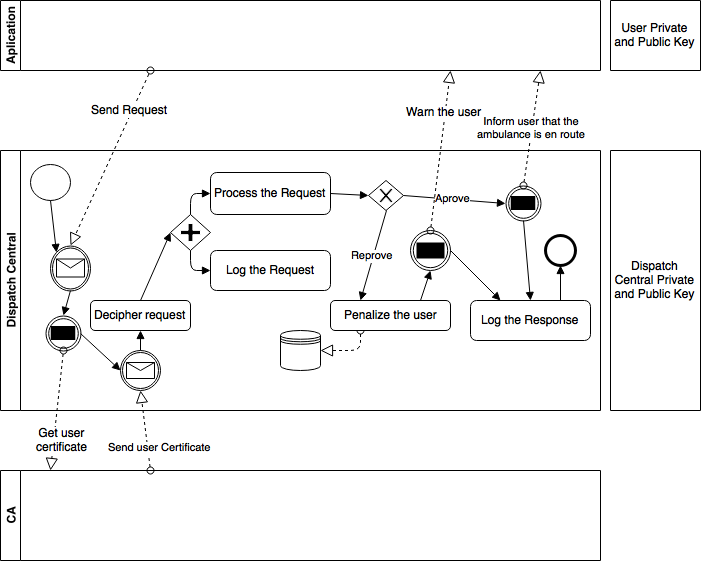 Aplication
User Private
and Public Key
Send Request
Warn the user
Inform user that the
ambulance is en route
Dispatch Central
Process the Request
Aprove
Log the Request
Reprove
Decipher request
Penalize the user
Log the Response
Dispatch
Central Private
and Public Key
Get user
certificate
Send user Certificate
CA